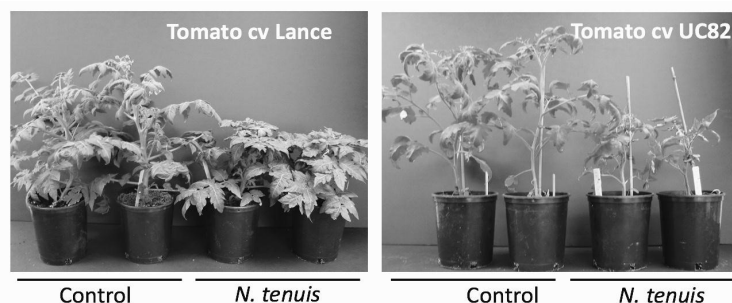 Tomato cv Lance
Tomato cv UC82
Control
N. tenuis
Control
N. tenuis